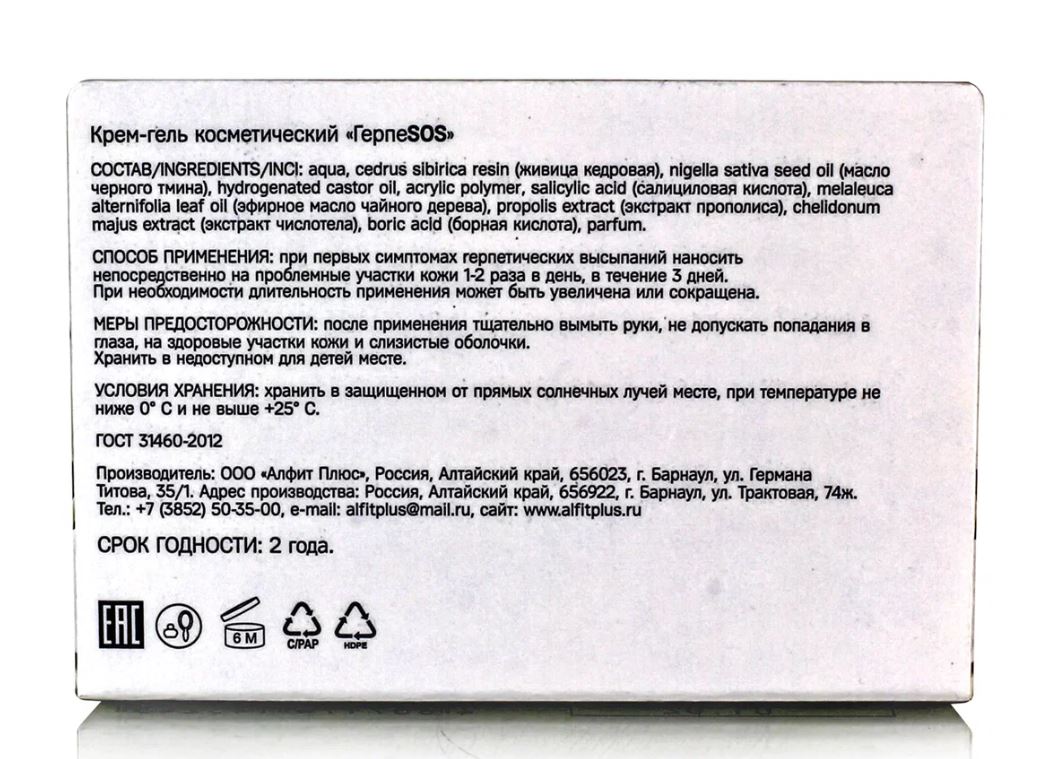 Крем-гель косметический «ГерпеSOS»
СОСТАВ/INGREDIENTS/INCI: aqua, cedrus sibirica resin (живица кедровая), nigella sativa seed oil (масло
черного тмина), hydrogenated castor oil, acrylic polymer, salicylic acid (салициловая кислота), melaleuca
alternifolia leaf oil (эфирное масло чайного дерева), propolis extract (экстракт прополиса), chelidonum
majus extract (экстракт числотела), boric acid (борная кислота), parfum.
СПОСОБ ПРИМЕНЕНИЯ: при первых симптомах герпетических высыпаний наносить
непосредственно на проблемные участки кожи 1-2 раза в день, в течение 3 дней.
При необходимости длительность применения может быть увеличена или сокращена.
МЕРЫ ПРЕДОСТОРОЖНОСТИ: после применения тщательно вымыть руки, не допускать попадания в
глаза, на здоровые участки кожи и слизистые оболочки.
Хранить в недоступном для детей месте.
УСЛОВИЯ ХРАНЕНИЯ: хранить в защищенном от прямых солнечных лучей месте, при температуре не
ниже 0° С и не выше +25° С.
ГОСТ 31460-2012
Производитель: ООО «Алфит Плюс», Россия, Алтайский край, 656023, г. Барнаул, ул. Германа
Титова, 35/1. Адрес производства: Россия, Алтайский край, 656922, г. Барнаул, ул. Трактовая, 74ж.
Тел.: +7 (3852) 50-35-00, e-mail: alfitplus@mail.ru, сайт: www.alfitplus.ru
СРОК ГОДНОСТИ: 2 года.
EAC 6 M C/PAP HDPE